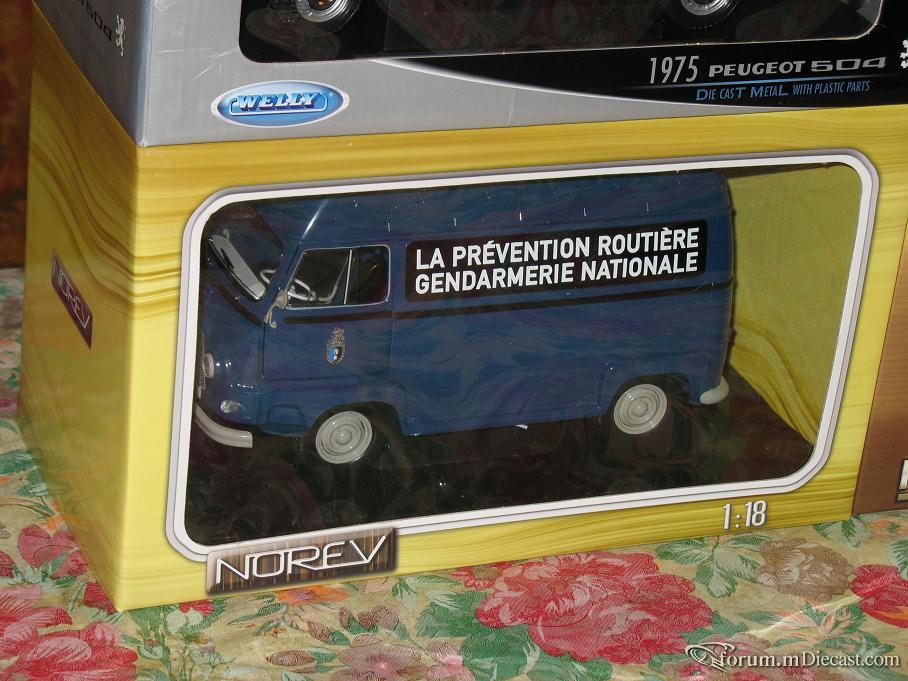 504
WELLY
1975 PEUGEOT 504
DIE CAST METAL WITH PLASTIC PARTS
LA PRÉVENTION ROUTIÈRE
GENDARMERIE NATIONALE
NOREV
1:18
NOREV
forum.mDiecast.com